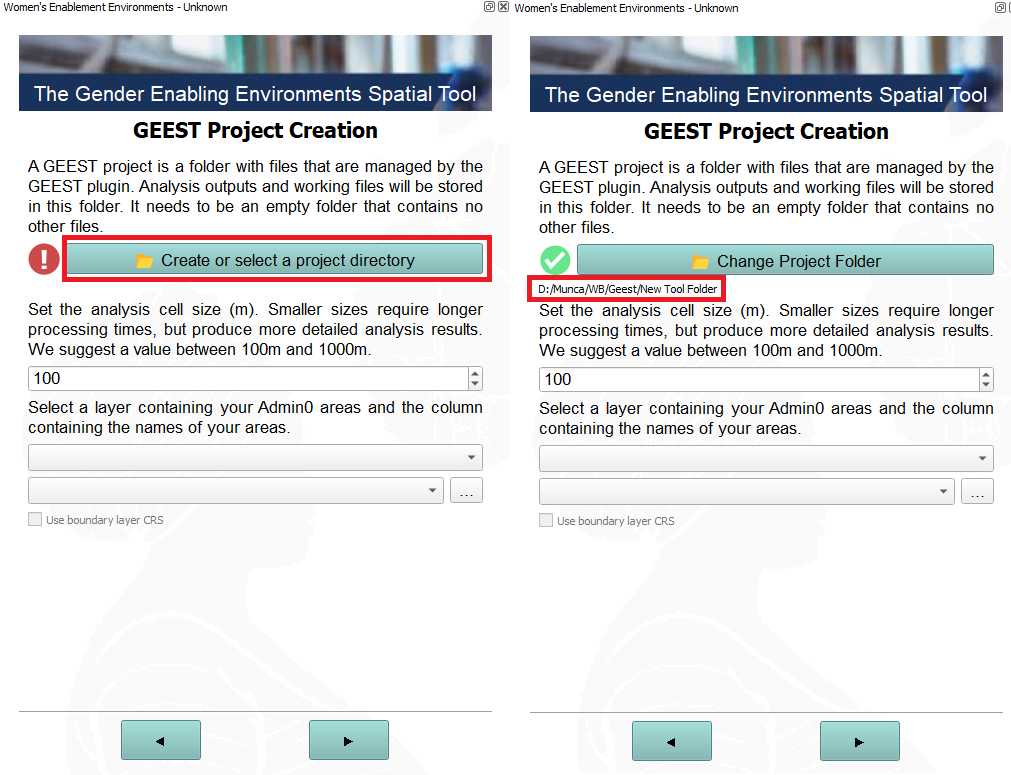 Women's Enablement Environments - Unknown
The Gender Enabling Environments Spatial Tool
GEEST Project Creation
A GEEST project is a folder with files that are managed by the
GEEST plugin. Analysis outputs and working files will be stored
in this folder. It needs to be an empty folder that contains no
other files.
Create or select a project directory
Set the analysis cell size (m). Smaller sizes require longer
processing times, but produce more detailed analysis results.
We suggest a value between 100m and 1000m.
100
Select a layer containing your Admin0 areas and the column
containing the names of your areas.
...
Use boundary layer CRS
Women's Enablement Environments - Unknown
The Gender Enabling Environments Spatial Tool
GEEST Project Creation
A GEEST project is a folder with files that are managed by the
GEEST plugin. Analysis outputs and working files will be stored
in this folder. It needs to be an empty folder that contains no
other files.
Change Project Folder
D:/Munca/WB/Geest/New Tool Folder
Set the analysis cell size (m). Smaller sizes require longer
processing times, but produce more detailed analysis results.
We suggest a value between 100m and 1000m.
100
Select a layer containing your Admin0 areas and the column
containing the names of your areas.
...
Use boundary layer CRS